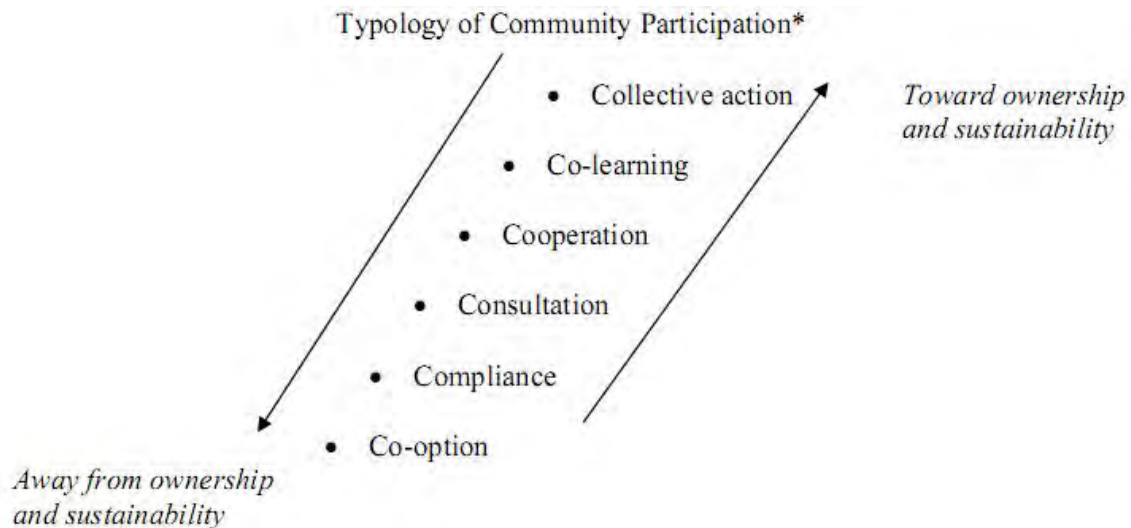 Typology of Community Participation*
• Collective action
Toward ownership
and sustainability
• Co-learning
• Cooperation
• Consultation
• Compliance
• Co-option
Away from ownership
and sustainability